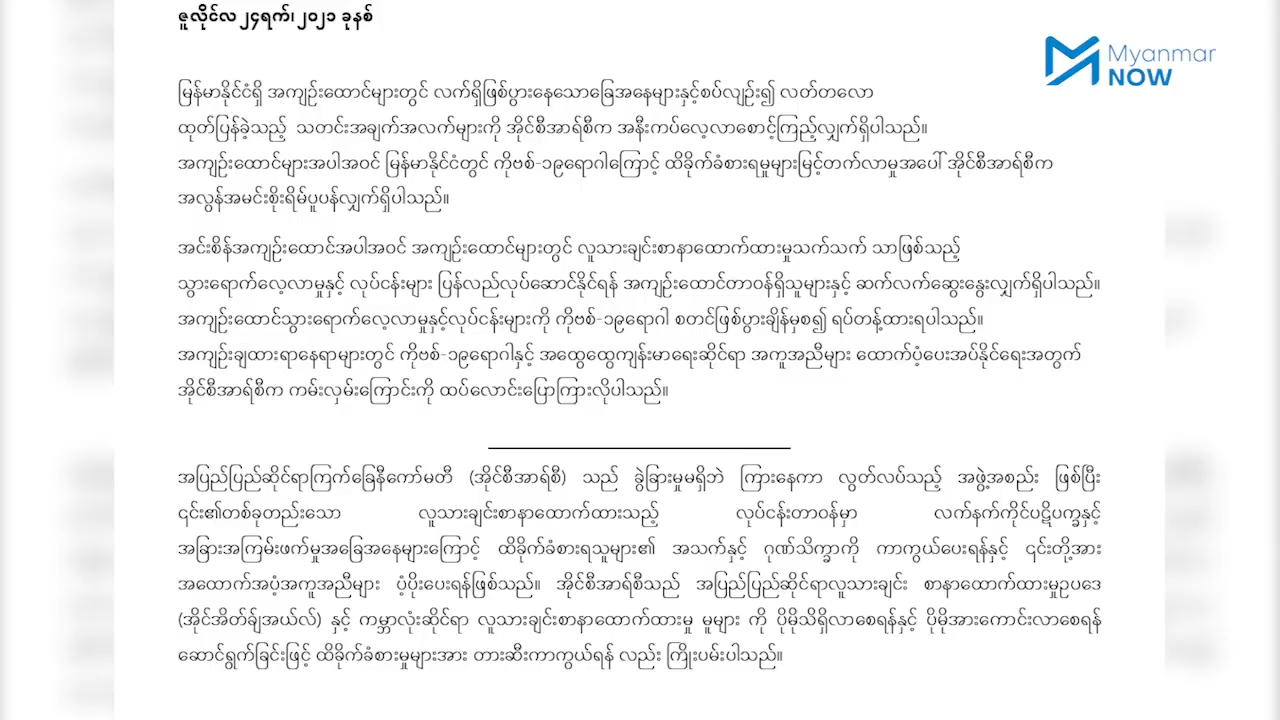 ဇူလိုင်လ ၂၄ရက်၊ ၂၀၂၁ ခုနှစ်
Myanmar
NOW
မြန်မာနိုင်ငံရှိ အကျဉ်းထောင်များတွင် လက်ရှိဖြစ်ပွားနေသောခြေအနေများနှင့်စပ်လျဉ်း၍ လတ်တလော
ထုတ်ပြန်ခဲ့သည့် သတင်းအချက်အလက်များကို အိုင်စီအာရ်စီက အနီးကပ်လေ့လာစောင့်ကြည့်လျှက်ရှိပါသည်။
အကျဉ်းထောင်များအပါအဝင် မြန်မာနိုင်ငံတွင် ကိုဗစ်-၁၉ရောဂါကြောင့် ထိခိုက်ခံစားရမှုများမြင့်တက်လာမှုအပေါ် အိုင်စီအာရ်စီက
အလွန်အမင်းစိုးရိမ်ပူပန်လျှက်ရှိပါသည်။
အင်းစိန်အကျဉ်းထောင်အပါအဝင် အကျဉ်းထောင်များတွင် လူသားချင်းစာနာထောက်ထားမှုသက်သက် သာဖြစ်သည့်
သွားရောက်လေ့လာမှုနှင့် လုပ်ငန်းများ ပြန်လည်လုပ်ဆောင်နိုင်ရန် အကျဉ်းထောင်တာဝန်ရှိသူများနှင့် ဆက်လက်ဆွေးနွေးလျှက်ရှိပါသည်။
အကျဉ်းထောင်သွားရောက်လေ့လာမှုနှင့်လုပ်ငန်းများကို ကိုဗစ်-၁၉ရောဂါ စတင်ဖြစ်ပွားချိန်မှစ၍ ရပ်တန့်ထားရပါသည်။
အကျဉ်းချထားရာနေရာများတွင် ကိုဗစ်-၁၉ရောဂါနှင့် အထွေထွေကျန်းမာရေးဆိုင်ရာ အကူအညီများ ထောက်ပံ့ပေးအပ်နိုင်ရေးအတွက်
အိုင်စီအာရ်စီက ကမ်းလှမ်းကြောင်းကို ထပ်လောင်းပြောကြားလိုပါသည်။
အပြည်ပြည်ဆိုင်ရာကြက်ခြေနီကော်မတီ (အိုင်စီအာရ်စီ) သည် ခွဲခြားမှုမရှိဘဲ ကြားနေကာ လွတ်လပ်သည့် အဖွဲ့အစည်း ဖြစ်ပြီး
၎င်း၏တစ်ခုတည်းသော လူသားချင်းစာနာထောက်ထားသည့် လုပ်ငန်းတာဝန်မှာ လက်နက်ကိုင်ပဋိပက္ခနှင့်
အခြားအကြမ်းဖက်မှုအခြေအနေများကြောင့် ထိခိုက်ခံစားရသူများ၏ အသက်နှင့် ဂုဏ်သိက္ခာကို ကာကွယ်ပေးရန်နှင့် ၎င်းတို့အား
အထောက်အပံ့အကူအညီများ ပံ့ပိုးပေးရန်ဖြစ်သည်။ အိုင်စီအာရ်စီသည် အပြည်ပြည်ဆိုင်ရာလူသားချင်း စာနာထောက်ထားမှုဥပဒေ
(အိုင်အိတ်ချ်အယ်လ်) နှင့် ကမ္ဘာလုံးဆိုင်ရာ လူသားချင်းစာနာထောက်ထားမှု မူများ ကို ပိုမိုသိရှိလာစေရန်နှင့် ပိုမိုအားကောင်းလာစေရန်
ဆောင်ရွက်ခြင်းဖြင့် ထိခိုက်ခံစားမှုများအား တားဆီးကာကွယ်ရန် လည်း ကြိုးပမ်းပါသည်။